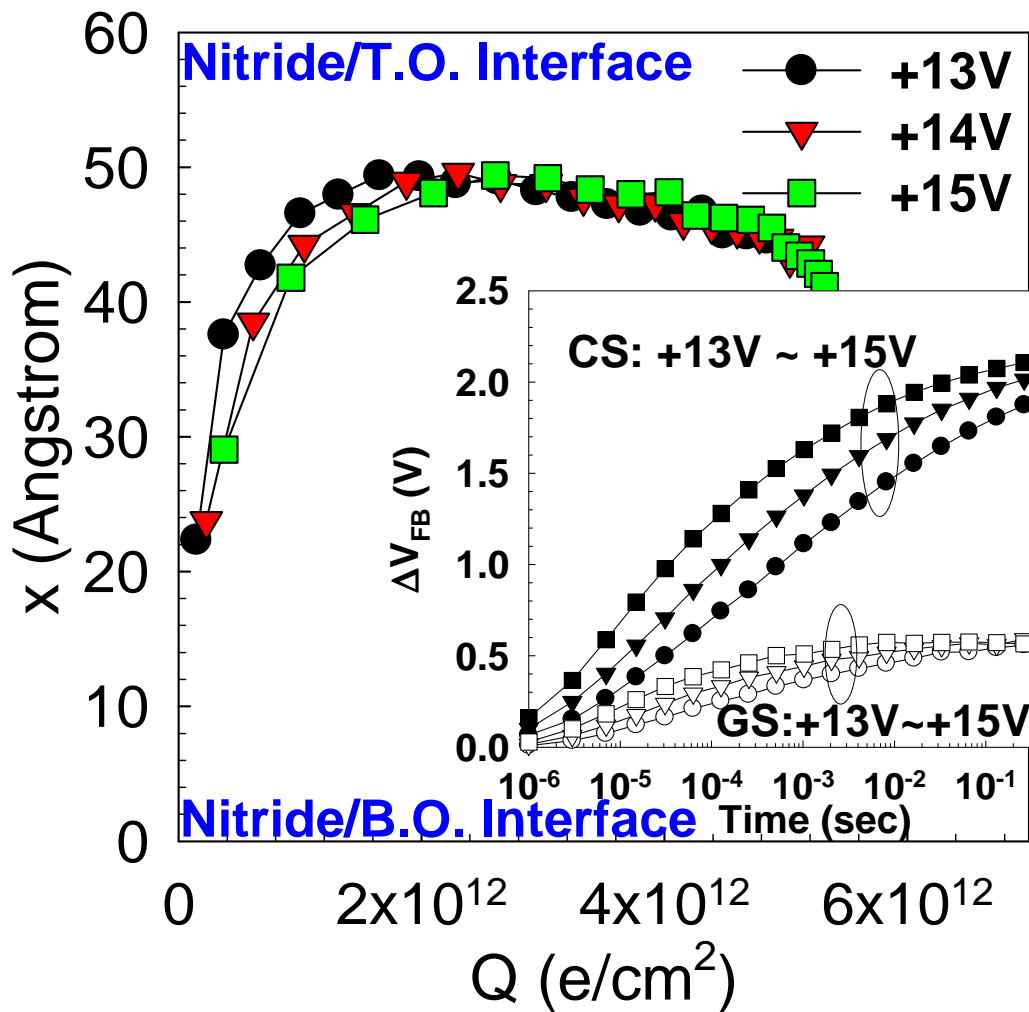 60
Nitride/T.O. Interface
+13V
+14V
+15V
50
40
30
20
10
0
x (Angstrom)
2.5
2.0
1.5
1.0
0.5
0.0
ΔV_FB (V)
CS: +13V ~ +15V
GS:+13V~+15V
10⁻⁶ 10⁻⁵ 10⁻⁴ 10⁻³ 10⁻² 10⁻¹
Time (sec)
Nitride/B.O. Interface
0 2x10¹² 4x10¹² 6x10¹²
Q (e/cm²)